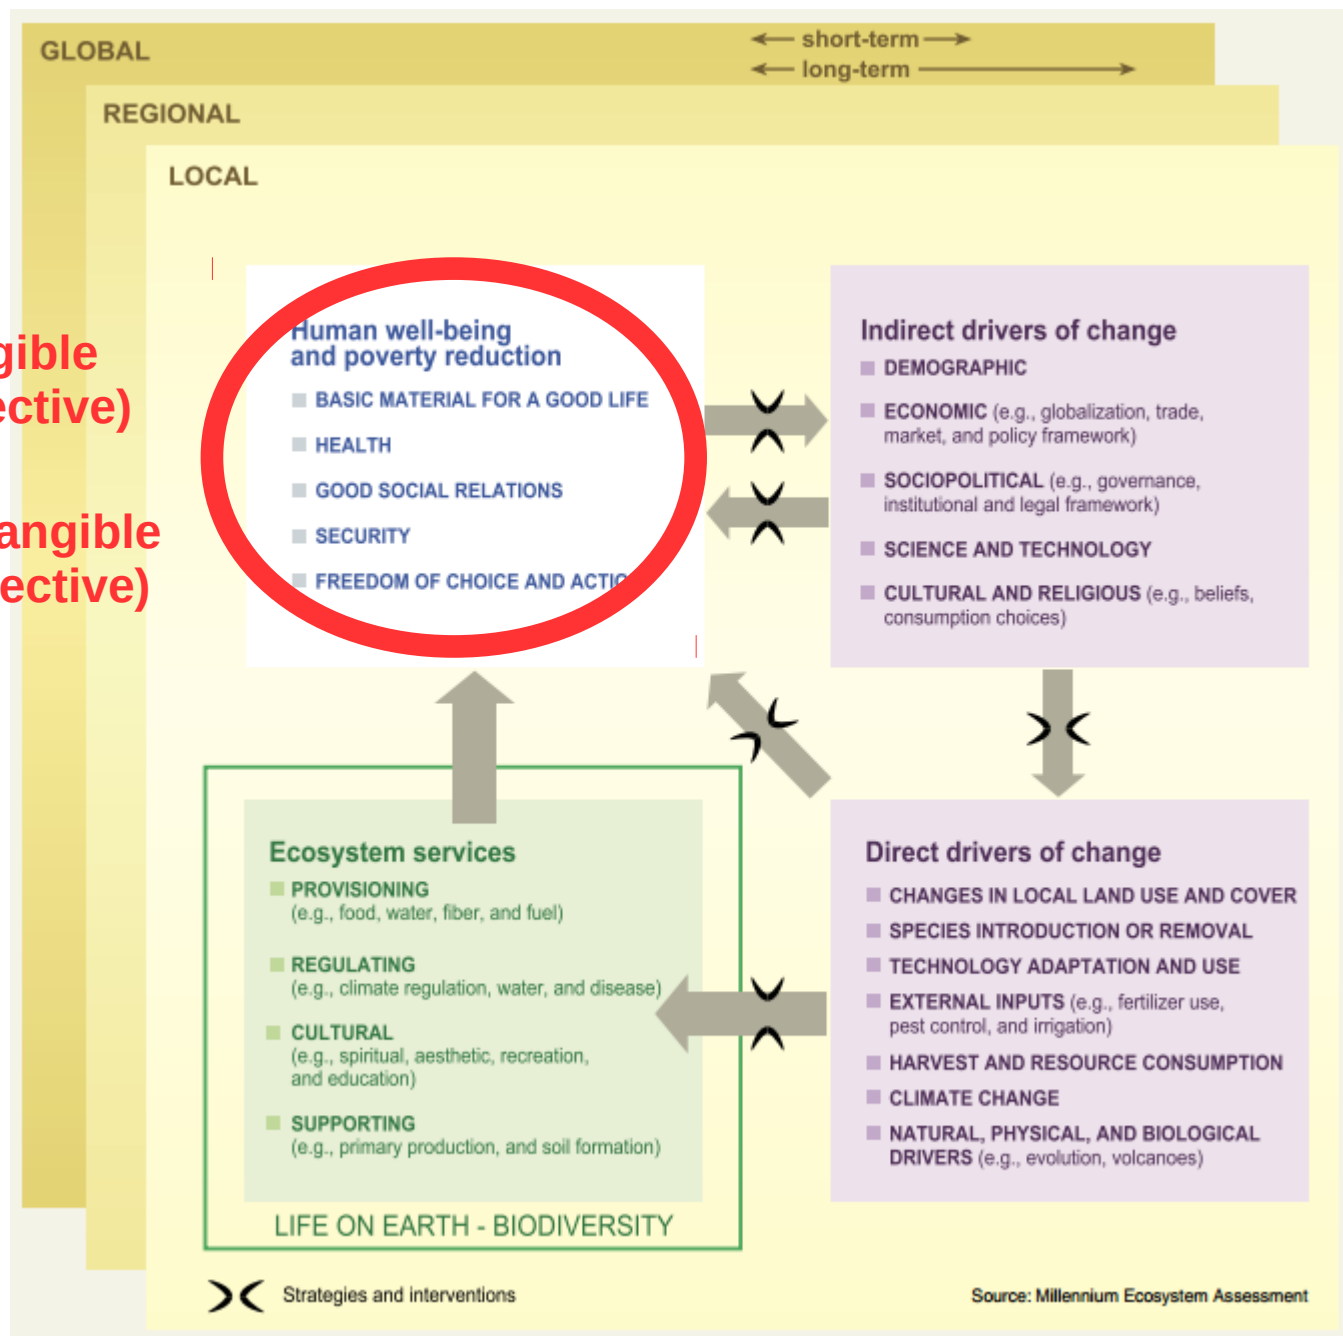 GLOBAL
short-term
long-term
REGIONAL
LOCAL
gible
ective)
angible
ective)
Human well-being
and poverty reduction
BASIC MATERIAL FOR A GOOD LIFE
HEALTH
GOOD SOCIAL RELATIONS
SECURITY
FREEDOM OF CHOICE AND ACTIO
Indirect drivers of change
DEMOGRAPHIC
ECONOMIC (e.g., globalization, trade,
market, and policy framework)
SOCIOPOLITICAL (e.g., governance,
institutional and legal framework)
SCIENCE AND TECHNOLOGY
CULTURAL AND RELIGIOUS (e.g., beliefs,
consumption choices)
Ecosystem services
PROVISIONING
(e.g., food, water, fiber, and fuel)
REGULATING
(e.g., climate regulation, water, and disease)
CULTURAL
(e.g., spiritual, aesthetic, recreation,
and education)
SUPPORTING
(e.g., primary production, and soil formation)
LIFE ON EARTH - BIODIVERSITY
Direct drivers of change
CHANGES IN LOCAL LAND USE AND COVER
SPECIES INTRODUCTION OR REMOVAL
TECHNOLOGY ADAPTATION AND USE
EXTERNAL INPUTS (e.g., fertilizer use,
pest control, and irrigation)
HARVEST AND RESOURCE CONSUMPTION
CLIMATE CHANGE
NATURAL, PHYSICAL, AND BIOLOGICAL
DRIVERS (e.g., evolution, volcanoes)
Strategies and interventions
Source: Millennium Ecosystem Assessment